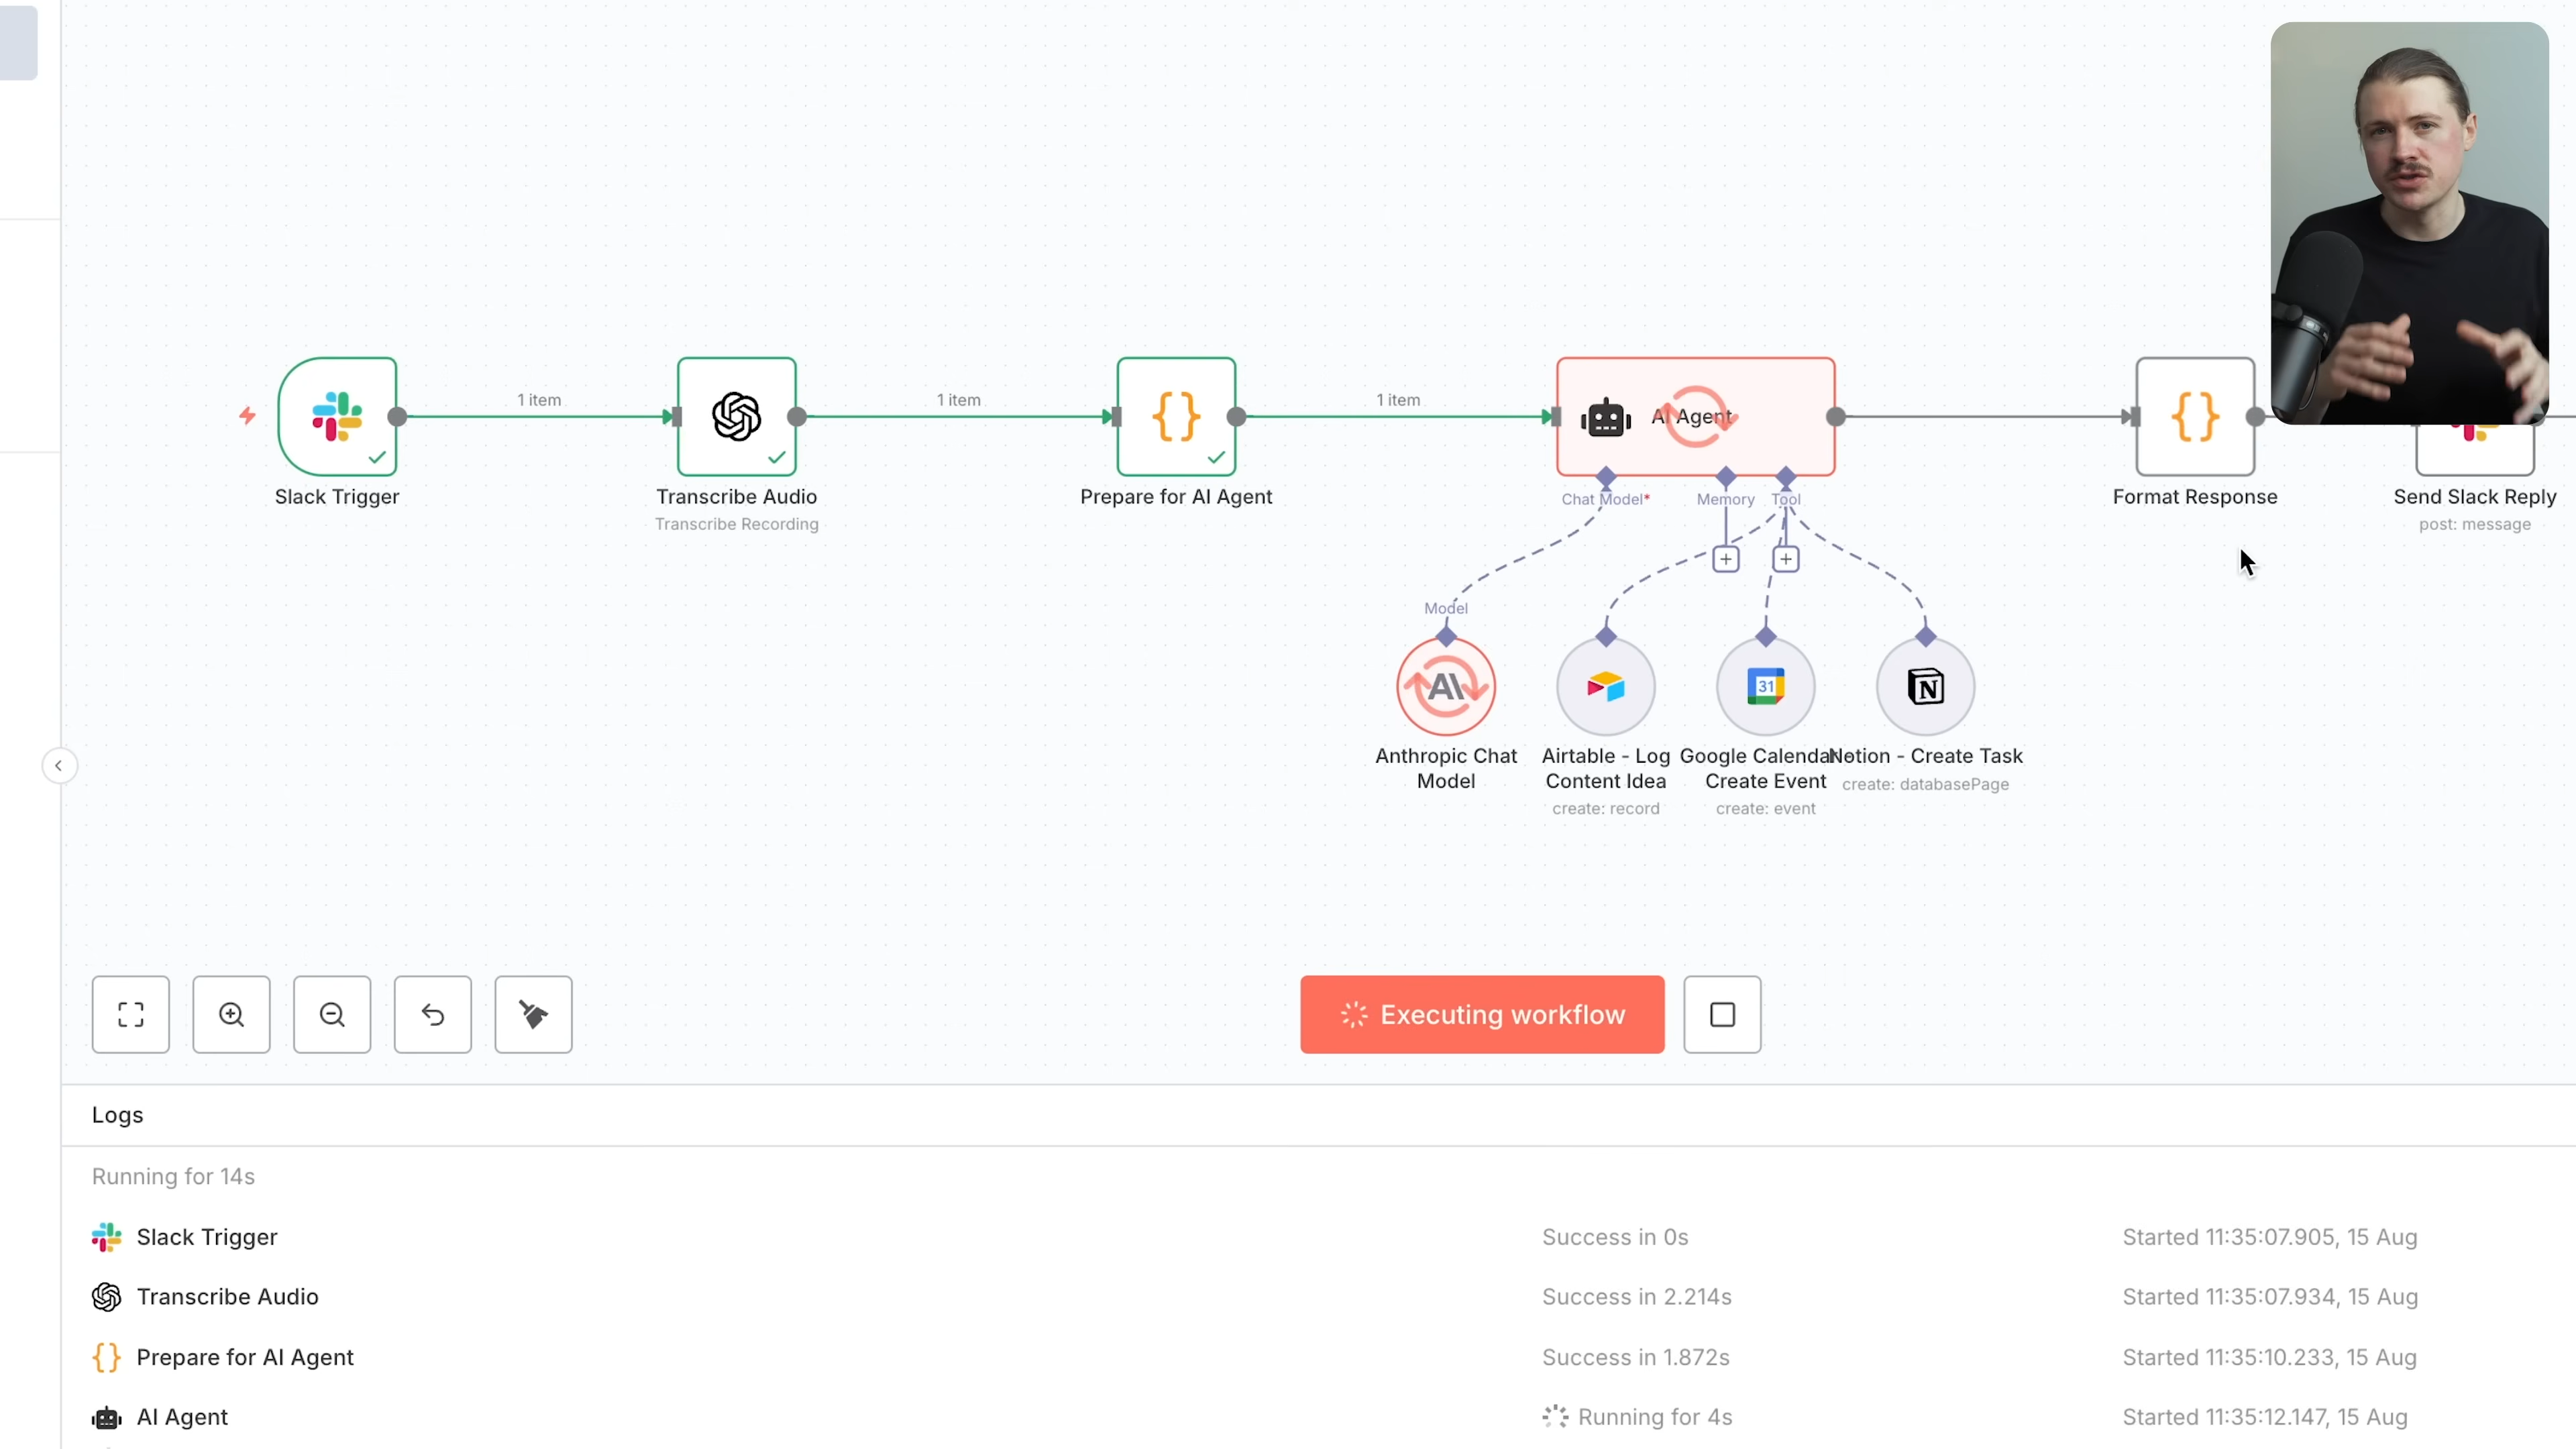 1 item
1 item
1 item
AI Agent
Slack Trigger
Transcribe Audio
Transcribe Recording
Prepare for AI Agent
Chat Model*
Memory
Tool
Format Response
Send Slack Reply
post: message
+
+
Model
AI
31
N
Anthropic Chat
Model
Airtable - Log
Content Idea
create: record
Google Calendar
Create Event
create: event
Notion - Create Task
create: databasePage
Executing workflow
Logs
Running for 14s
Slack Trigger
Success in 0s
Started 11:35:07.905, 15 Aug
Transcribe Audio
Success in 2.214s
Started 11:35:07.934, 15 Aug
Prepare for AI Agent
Success in 1.872s
Started 11:35:10.233, 15 Aug
AI Agent
Running for 4s
Started 11:35:12.147, 15 Aug